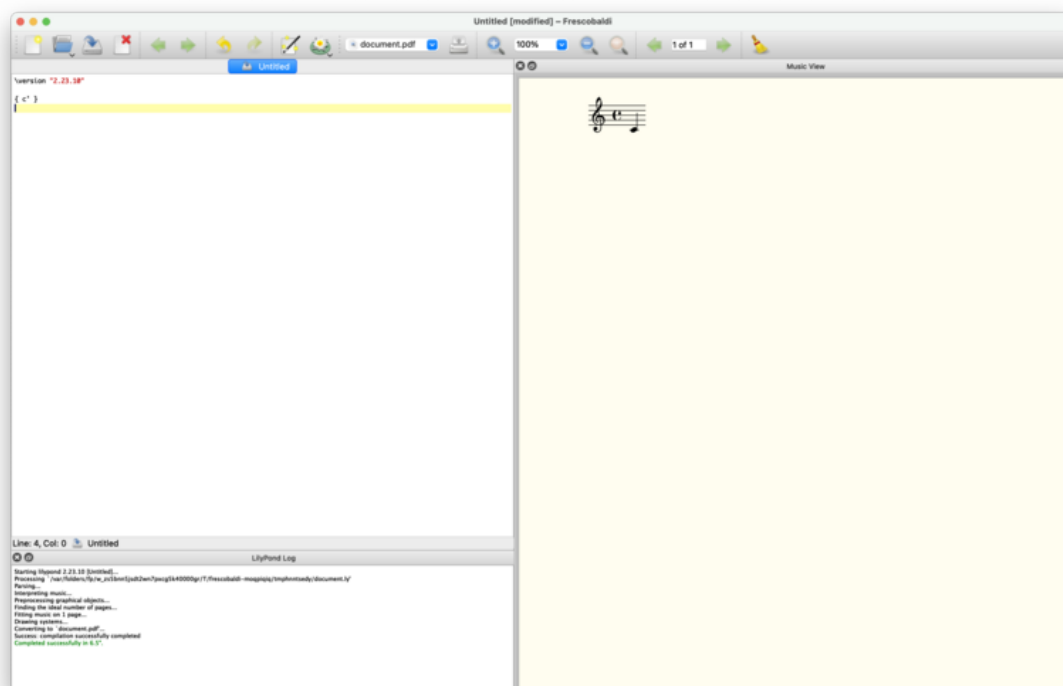 Untitled [modified] – Frescobaldi
document.pdf
100%
1 of 1
Untitled
Music View
\version "2.23.10"
{ c' }
Line: 4, Col: 0 Untitled
LilyPond Log
Starting lilypond 2.23.10 [Untitled]...
Parsing...
Interpreting music...
Preprocessing graphical objects...
Finding the ideal number of pages...
Fitting music on 1 page...
Drawing systems...
Converting to `document.pdf'...
Success: compilation successfully completed
Completed successfully in 6.5".